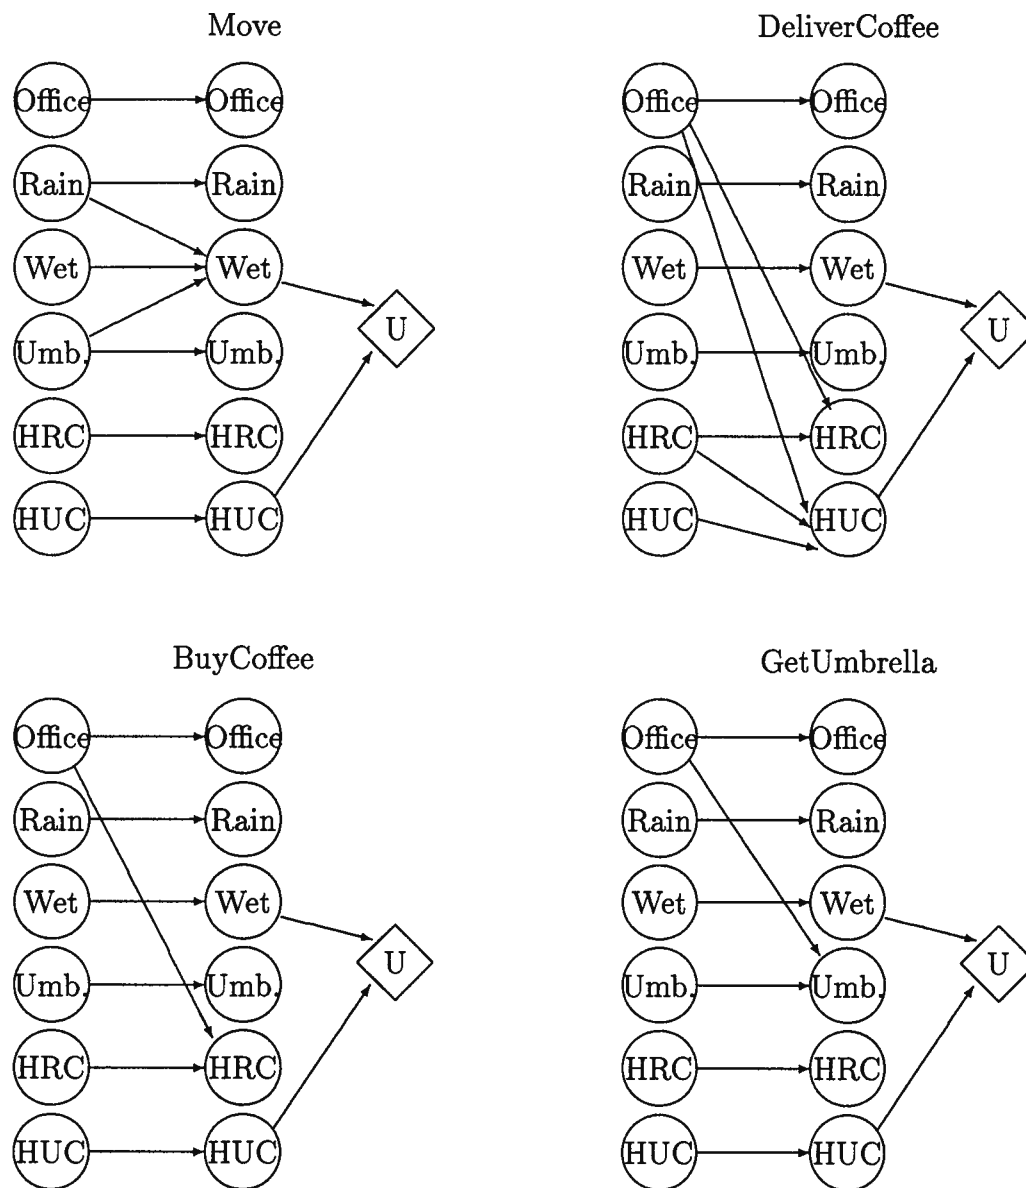 Move
Office Office
Rain Rain
Wet Wet
U
Umb. Umb.
HRC HRC
HUC HUC
DeliverCoffee
Office Office
Rain Rain
Wet Wet
U
Umb. Umb.
HRC HRC
HUC HUC
BuyCoffee
Office Office
Rain Rain
Wet Wet
U
Umb. Umb.
HRC HRC
HUC HUC
GetUmbrella
Office Office
Rain Rain
Wet Wet
U
Umb. Umb.
HRC HRC
HUC HUC